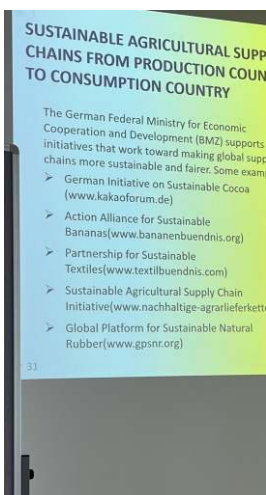 SUSTAINABLE AGRICULTURAL SUPP
CHAINS FROM PRODUCTION COUN
TO CONSUMPTION COUNTRY
The German Federal Ministry for Economic
Cooperation and Development (BMZ) supports
initiatives that work toward making global supp
chains more sustainable and fairer. Some examp
➢ German Initiative on Sustainable Cocoa
(www.kakaoforum.de)
➢ Action Alliance for Sustainable
Bananas(www.bananenbuendnis.org)
➢ Partnership for Sustainable
Textiles(www.textilbuendnis.com)
➢ Sustainable Agricultural Supply Chain
Initiative(www.nachhaltige-agrarlieferkette
➢ Global Platform for Sustainable Natural
Rubber(www.gpsnr.org)
31